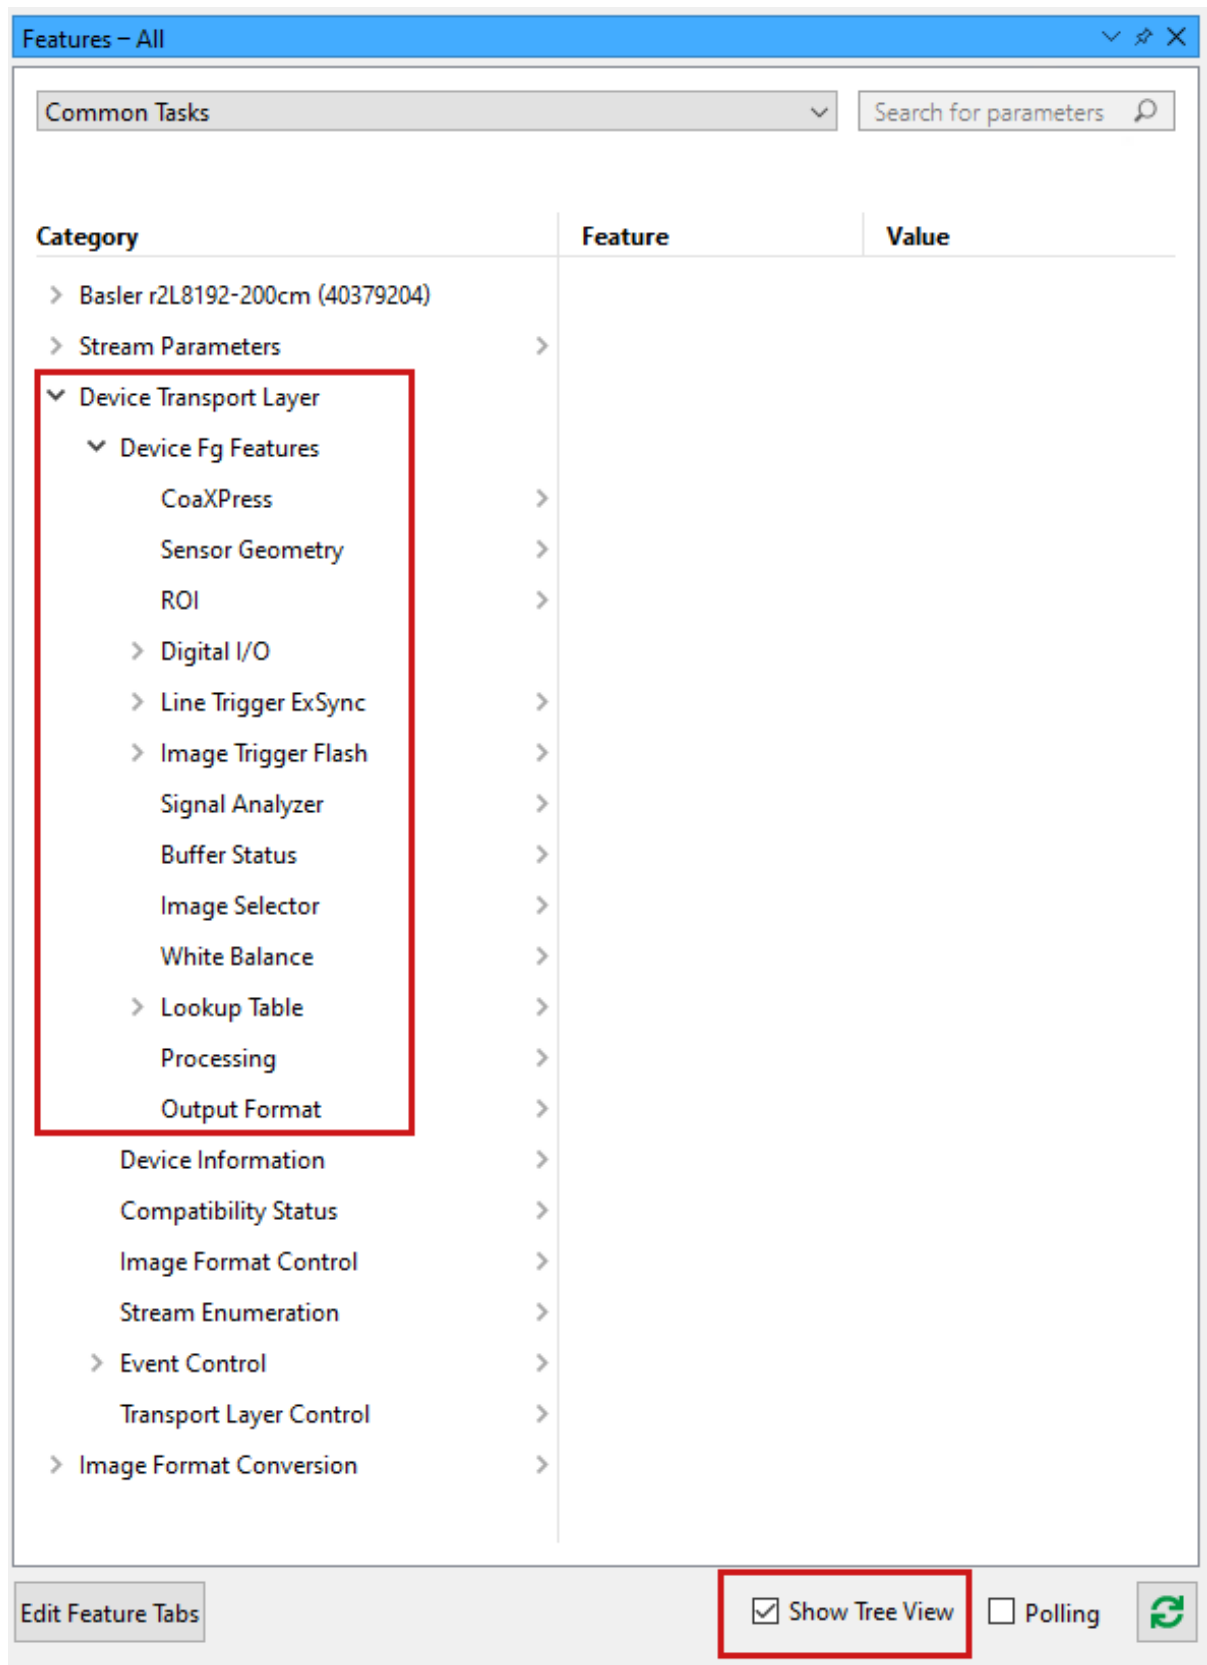 Features – All
Common Tasks
Search for parameters
Category Feature Value
Basler r2L8192-200cm (40379204)
Stream Parameters
Device Transport Layer
Device Fg Features
CoaXPress
Sensor Geometry
ROI
Digital I/O
Line Trigger ExSync
Image Trigger Flash
Signal Analyzer
Buffer Status
Image Selector
White Balance
Lookup Table
Processing
Output Format
Device Information
Compatibility Status
Image Format Control
Stream Enumeration
Event Control
Transport Layer Control
Image Format Conversion
Edit Feature Tabs Show Tree View Polling